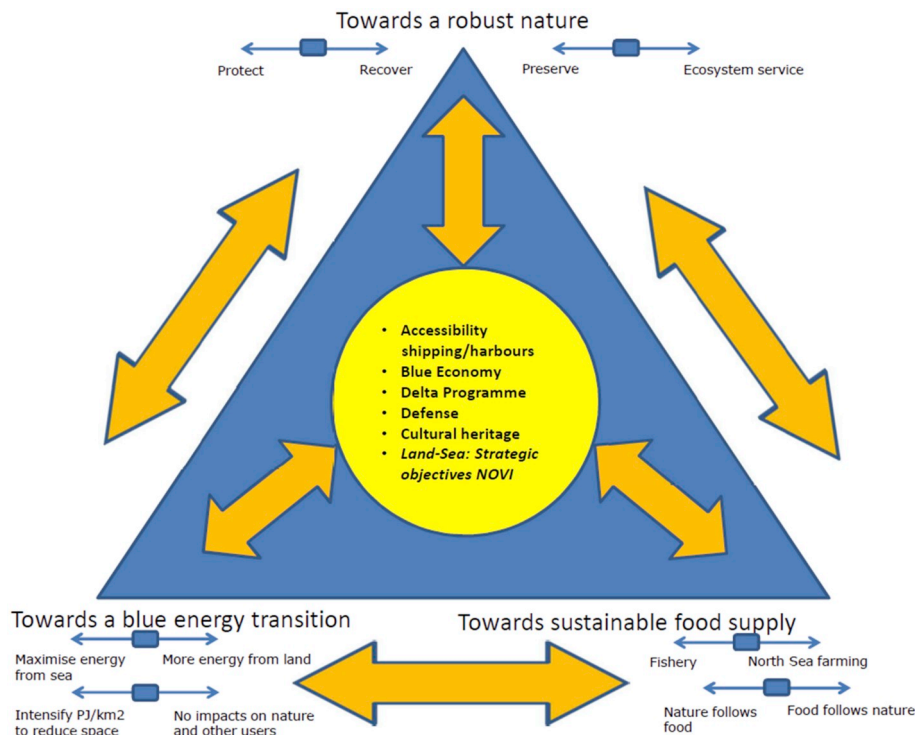 Towards a robust nature
Protect
Recover
Preserve
Ecosystem service
• Accessibility
shipping/harbours
• Blue Economy
• Delta Programme
• Defense
• Cultural heritage
• Land-Sea: Strategic
objectives NOVI
Towards a blue energy transition
Maximise energy
from sea
More energy from land
Intensify PJ/km2
to reduce space
No impacts on nature
and other users
Towards sustainable food supply
Fishery
North Sea farming
Nature follows
food
Food follows nature